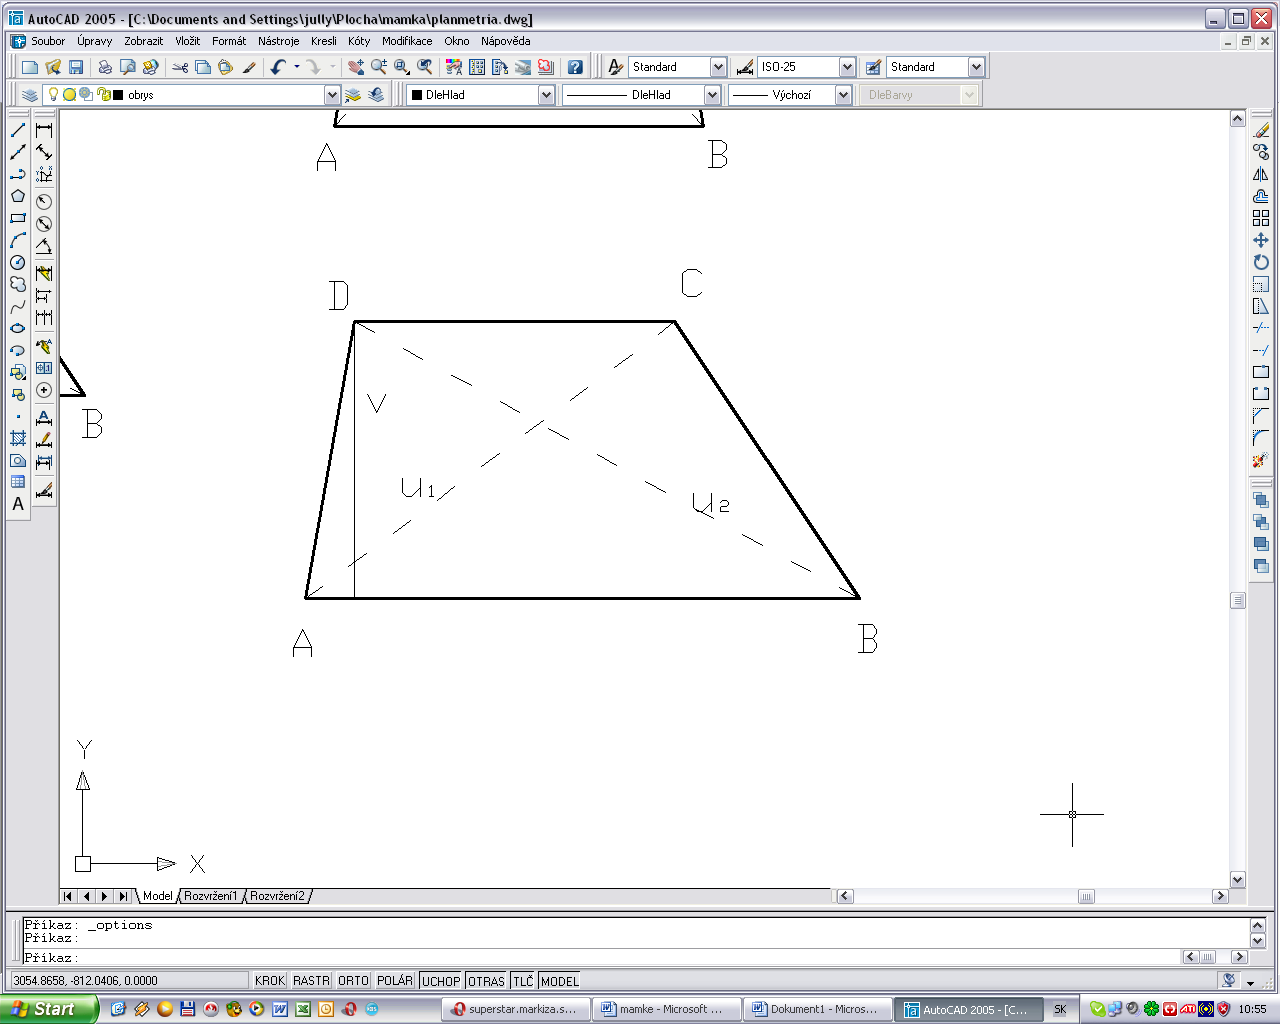 AutoCAD 2005 - [C:\Documents and Settings\jully\Plocha\mamka\planmetria.dwg]
Soubor Úpravy Zobrazit Vložit Formát Nástroje Kresli Kóty Modifikace Okno Nápověda
Standard ISO-25 Standard
obrys DleHlad DleHlad Výchozí DleBarvy
A B
D C
V
B
U1 U2
A B
Y
X
Model Rozvržení1 Rozvržení2
Příkaz: _options
Příkaz:
Příkaz:
3054.8658, -812.0406, 0.0000 KROK RASTR ORTO POLÁR UCHOP OTRAS TLČ MODEL
Start superstar.markiza.s... mamke - Microsoft ... Dokument1 - Micros... AutoCAD 2005 - [C:... SK 10:55